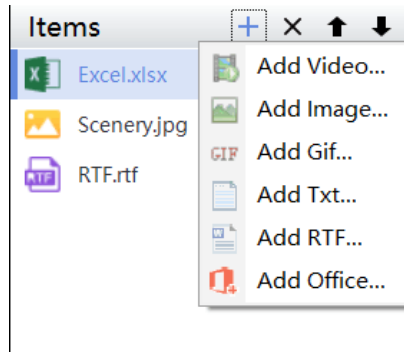 Items
Excel.xlsx
Scenery.jpg
RTF.rtf
Add Video...
Add Image...
GIF Add Gif...
Add Txt...
Add RTF...
Add Office...